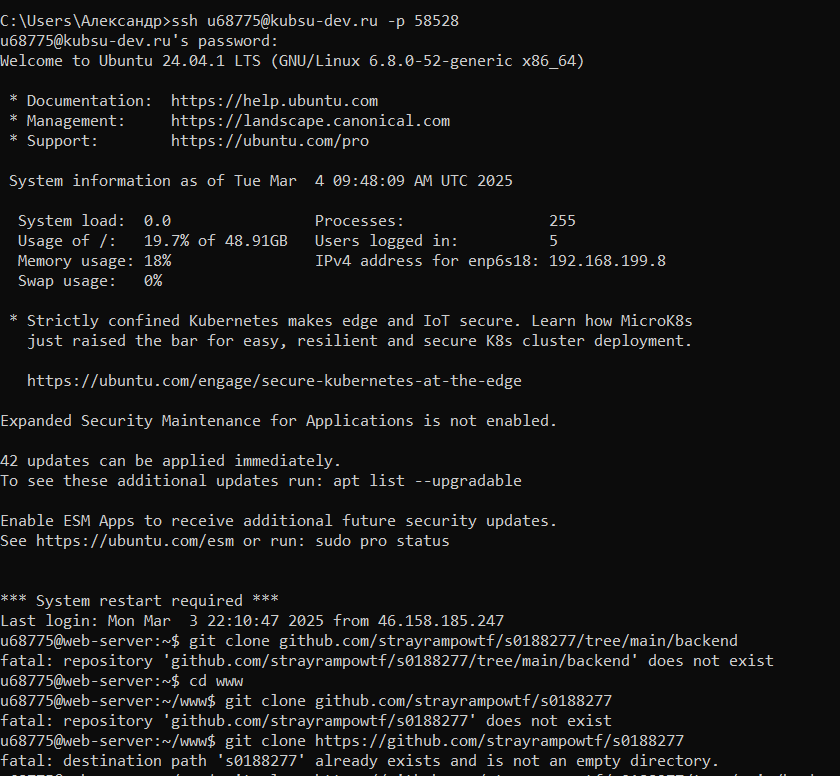 C:\Users\Александр>ssh u68775@kubsu-dev.ru -p 58528
u68775@kubsu-dev.ru's password:
Welcome to Ubuntu 24.04.1 LTS (GNU/Linux 6.8.0-52-generic x86_64)
* Documentation: https://help.ubuntu.com
* Management: https://landscape.canonical.com
* Support: https://ubuntu.com/pro
System information as of Tue Mar  4 09:48:09 AM UTC 2025
System load: 0.0 Processes: 255
Usage of /: 19.7% of 48.91GB Users logged in: 5
Memory usage: 18% IPv4 address for enp6s18: 192.168.199.8
Swap usage: 0%
* Strictly confined Kubernetes makes edge and IoT secure. Learn how MicroK8s
just raised the bar for easy, resilient and secure K8s cluster deployment.
https://ubuntu.com/engage/secure-kubernetes-at-the-edge
Expanded Security Maintenance for Applications is not enabled.
42 updates can be applied immediately.
To see these additional updates run: apt list --upgradable
Enable ESM Apps to receive additional future security updates.
See https://ubuntu.com/esm or run: sudo pro status
*** System restart required ***
Last login: Mon Mar  3 22:10:47 2025 from 46.158.185.247
u68775@web-server:~$ git clone github.com/strayrampowtf/s0188277/tree/main/backend
fatal: repository 'github.com/strayrampowtf/s0188277/tree/main/backend' does not exist
u68775@web-server:~$ cd www
u68775@web-server:~/www$ git clone github.com/strayrampowtf/s0188277
fatal: repository 'github.com/strayrampowtf/s0188277' does not exist
u68775@web-server:~/www$ git clone https://github.com/strayrampowtf/s0188277
fatal: destination path 's0188277' already exists and is not an empty directory.